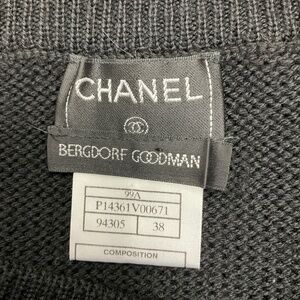 CHANEL
BERGDORF GOODMAN
99A
P14361V00671
94305 38
COMPOSITION